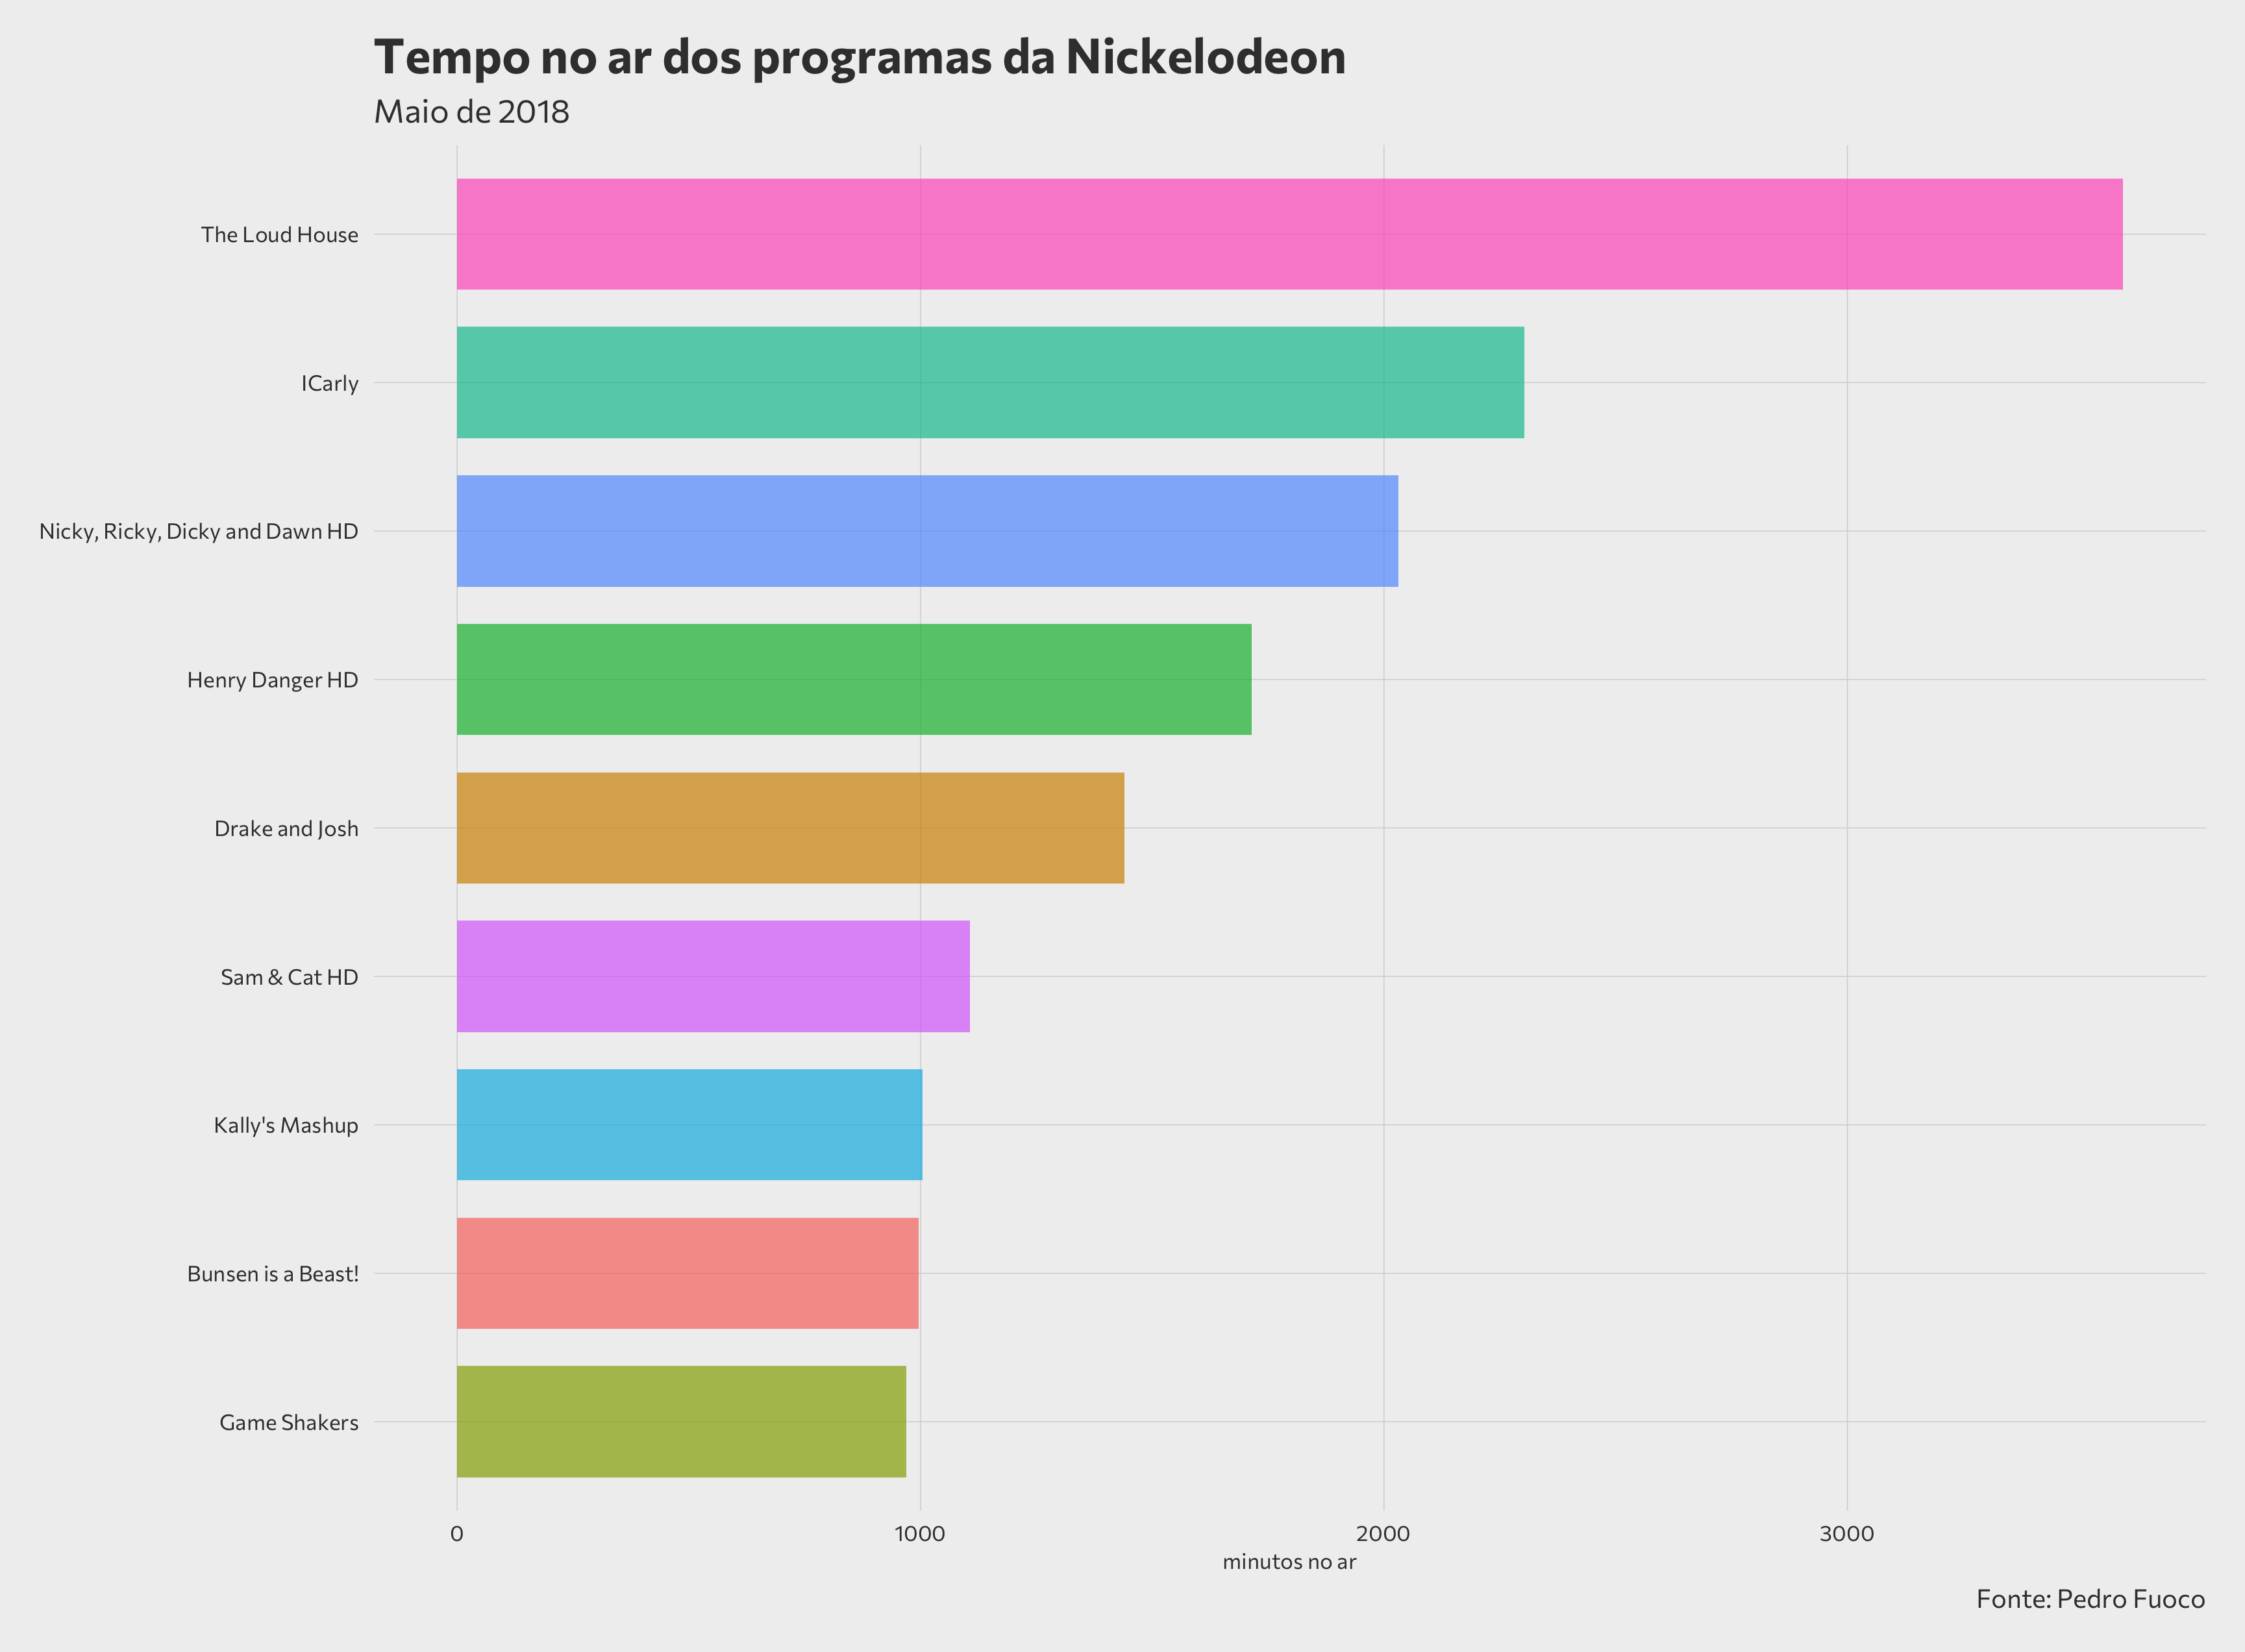 Tempo no ar dos programas da Nickelodeon
Maio de 2018
The Loud House
ICarly
Nicky, Ricky, Dicky and Dawn HD
Henry Danger HD
Drake and Josh
Sam & Cat HD
Kally's Mashup
Bunsen is a Beast!
Game Shakers
0 1000 2000 3000
minutos no ar
Fonte: Pedro Fuoco